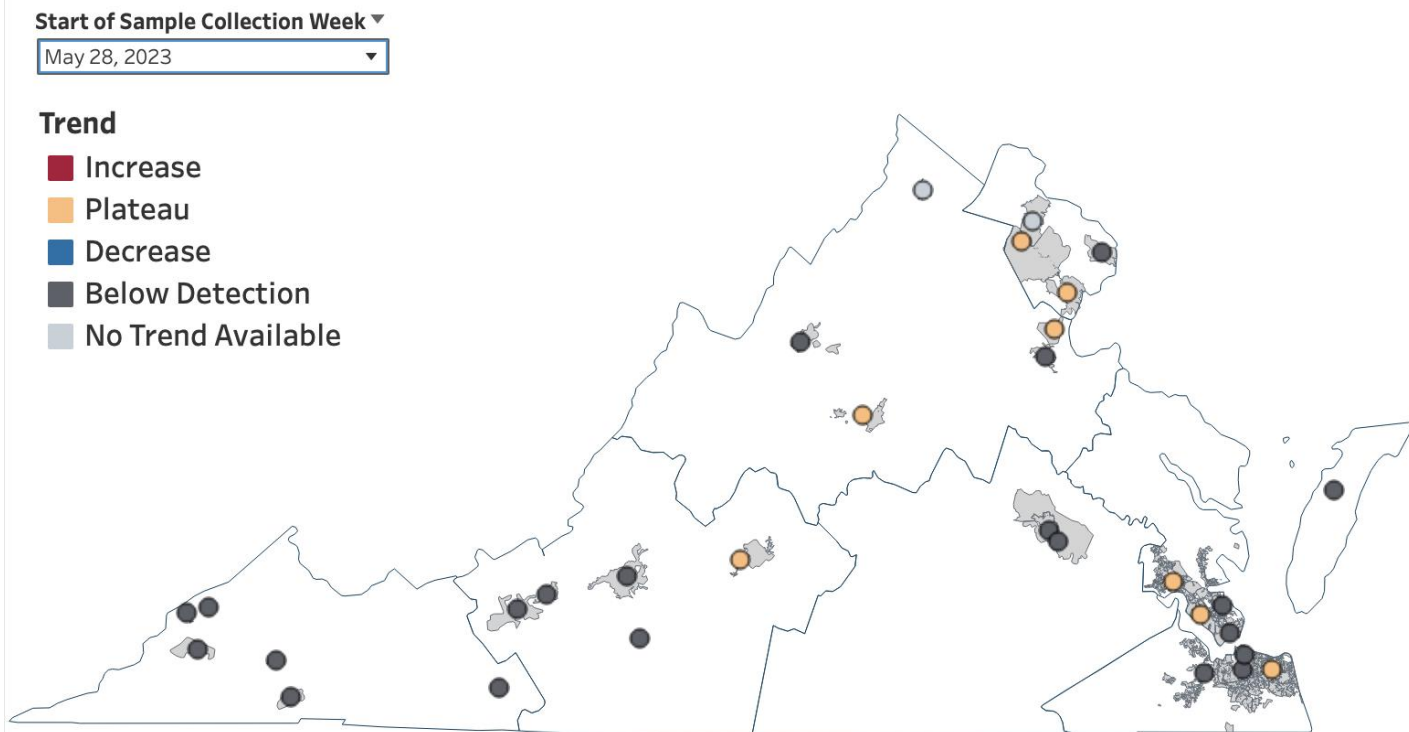 Start of Sample Collection Week
May 28, 2023
Trend
Increase
Plateau
Decrease
Below Detection
No Trend Available